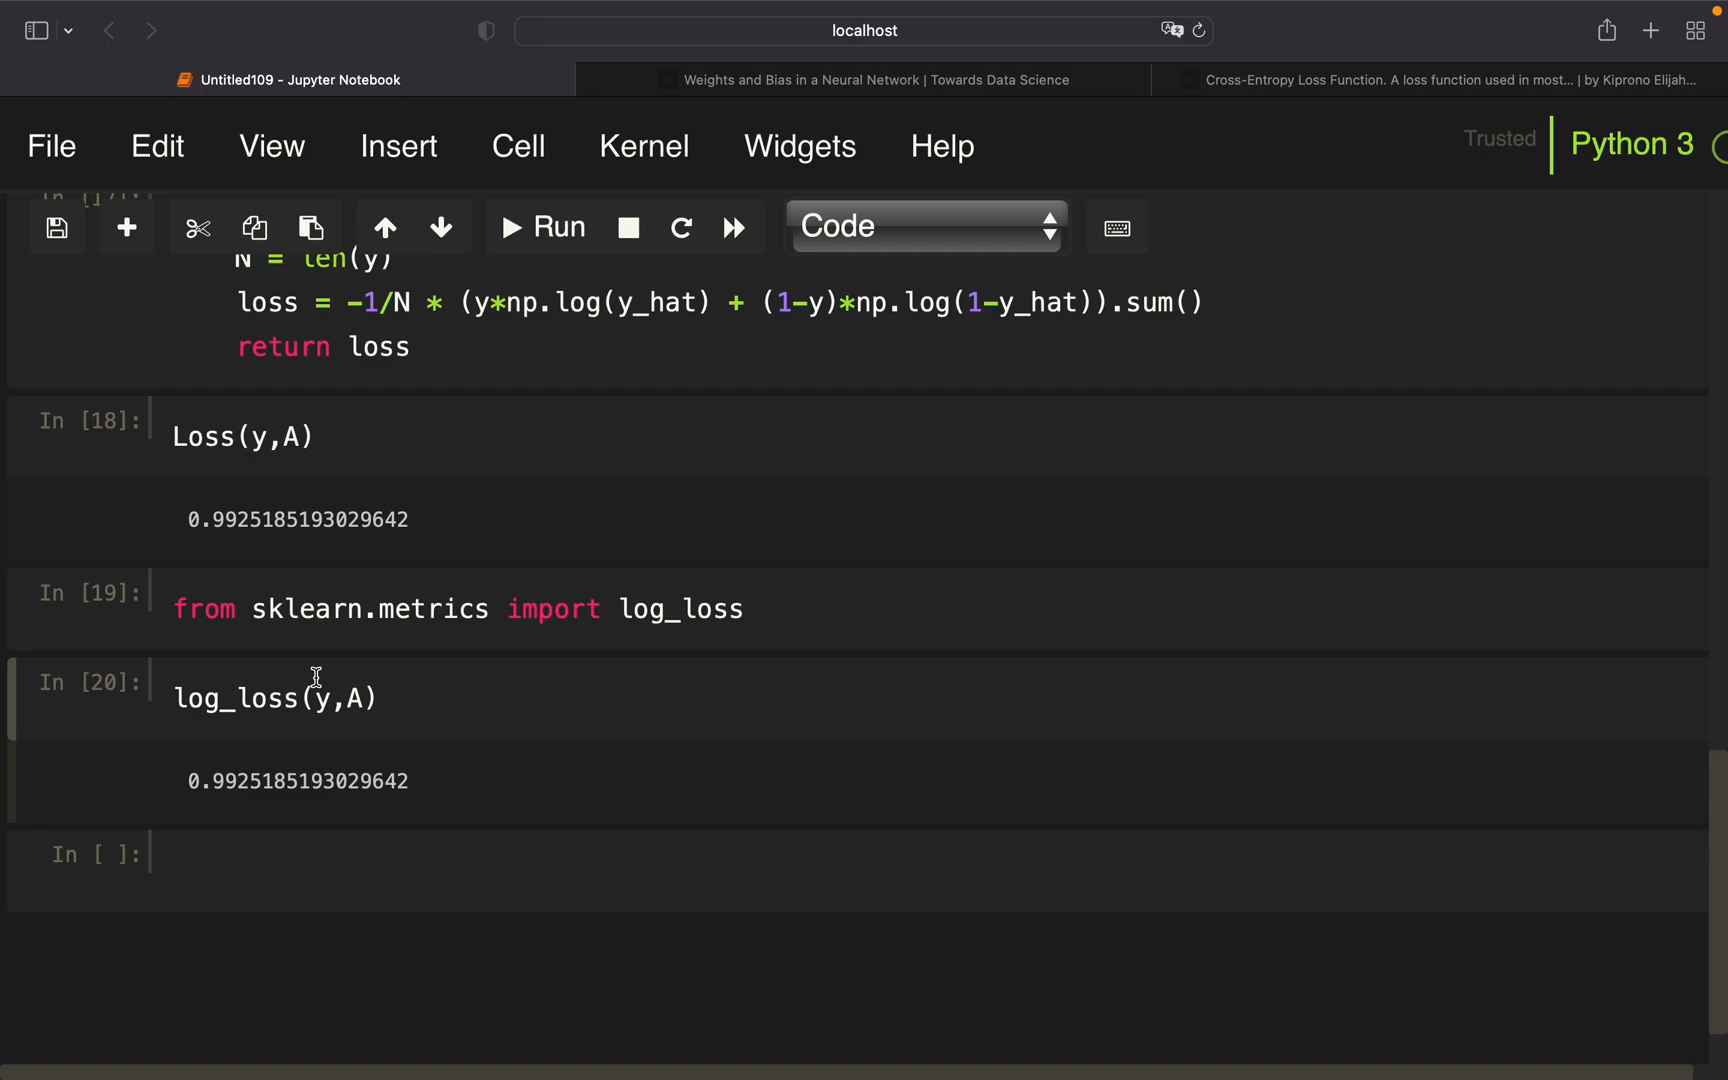 localhost
Untitled109 - Jupyter Notebook
Weights and Bias in a Neural Network | Towards Data Science
Cross-Entropy Loss Function. A loss function used in most... | by Kiprono Elijah...
File Edit View Insert Cell Kernel Widgets Help
Trusted
Python 3
In [17]:
Run
Code
N = len(y)
loss = -1/N * (y*np.log(y_hat) + (1-y)*np.log(1-y_hat)).sum()
return loss
In [18]:
Loss(y,A)
0.9925185193029642
In [19]:
from sklearn.metrics import log_loss
In [20]:
log_loss(y,A)
0.9925185193029642
In [ ]: